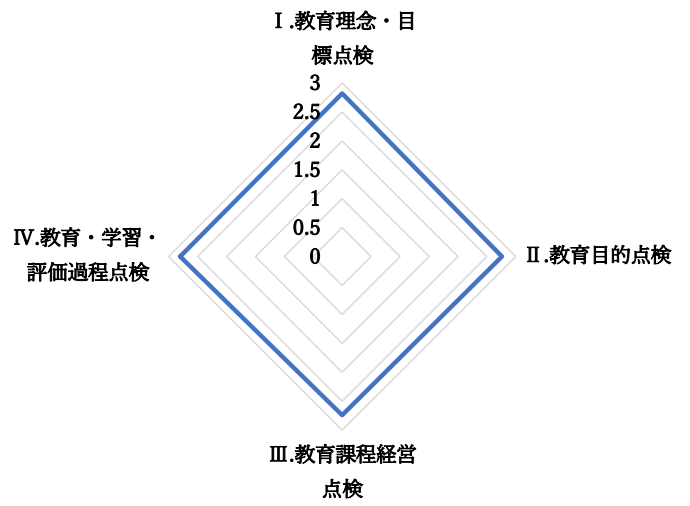 Ⅰ.教育理念・目
標点検
3
2.5
2
1.5
1
0.5
0
Ⅳ.教育・学習・
評価過程点検
Ⅱ.教育目的点検
Ⅲ.教育課程経営
点検